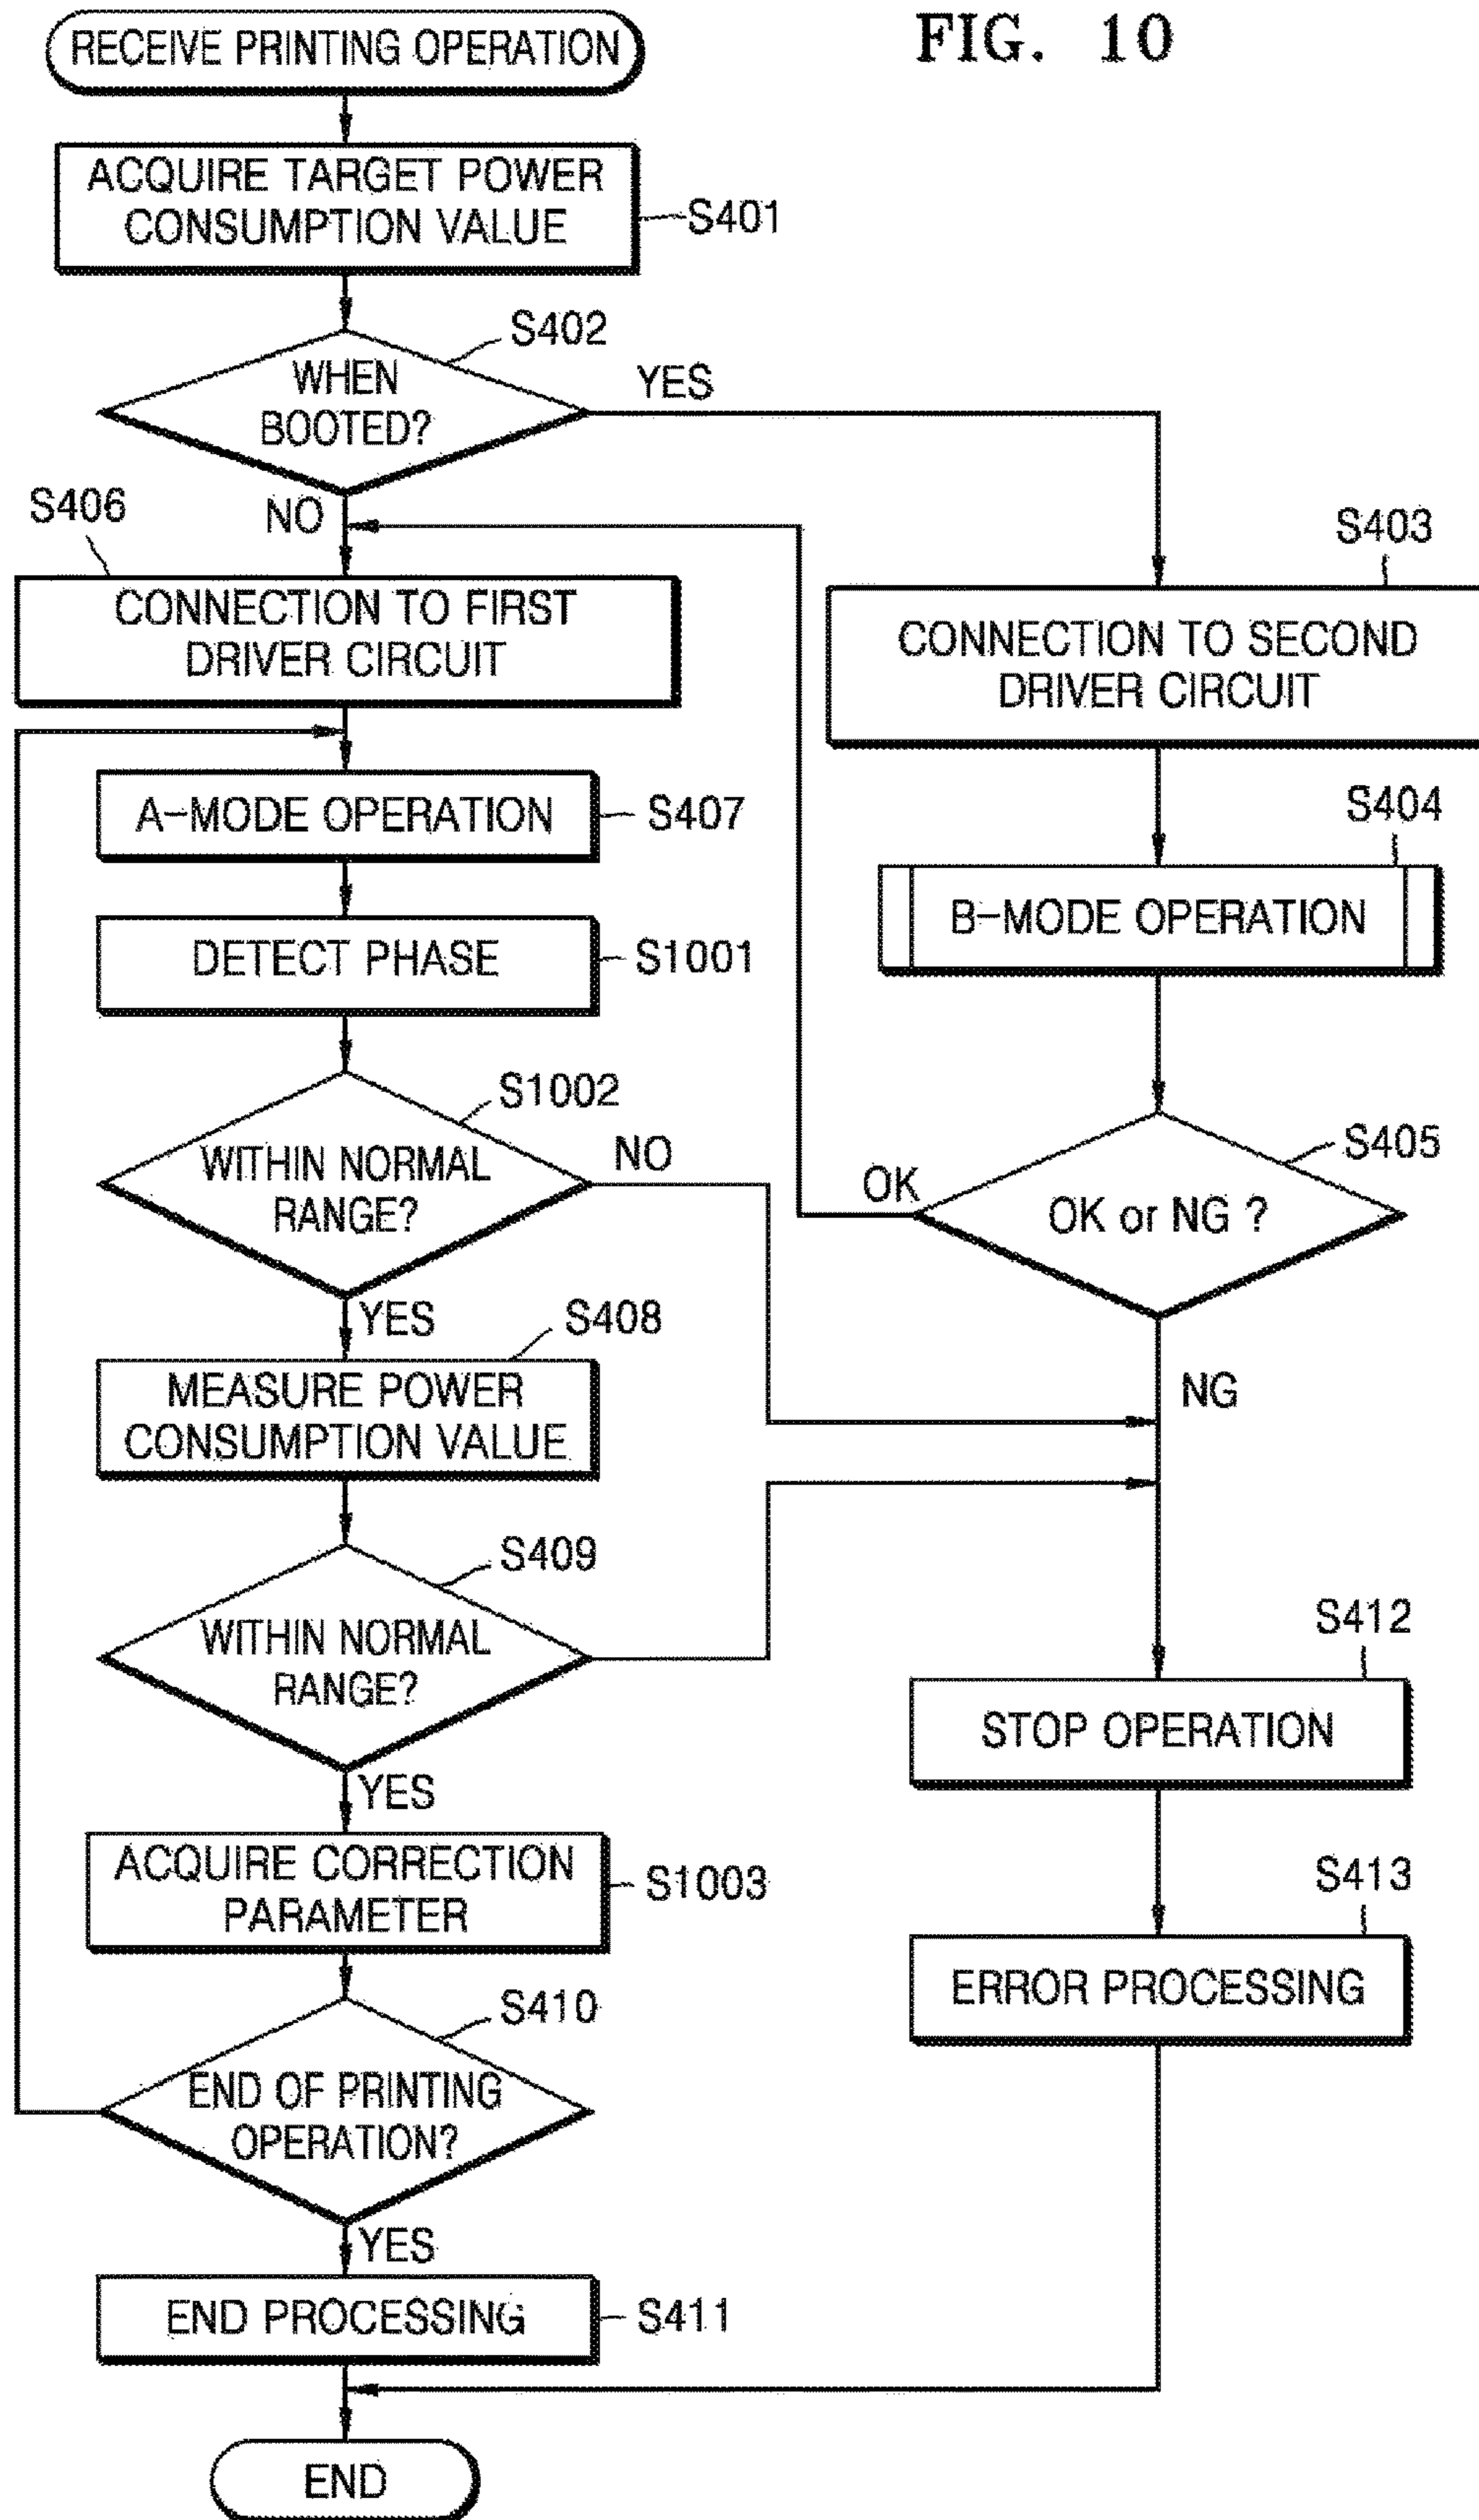 FIG. 10
RECEIVE PRINTING OPERATION
ACQUIRE TARGET POWER
CONSUMPTION VALUE
S401
S402
WHEN
BOOTED?
YES
NO
S406
CONNECTION TO FIRST
DRIVER CIRCUIT
S403
CONNECTION TO SECOND
DRIVER CIRCUIT
A-MODE OPERATION
S407
S404
B-MODE OPERATION
DETECT PHASE
S1001
S1002
WITHIN NORMAL
RANGE?
NO
YES
S405
OK or NG ?
OK
NG
S408
MEASURE POWER
CONSUMPTION VALUE
S409
WITHIN NORMAL
RANGE?
YES
S412
STOP OPERATION
ACQUIRE CORRECTION
PARAMETER
S1003
S413
ERROR PROCESSING
S410
END OF PRINTING
OPERATION?
YES
END PROCESSING
S411
END